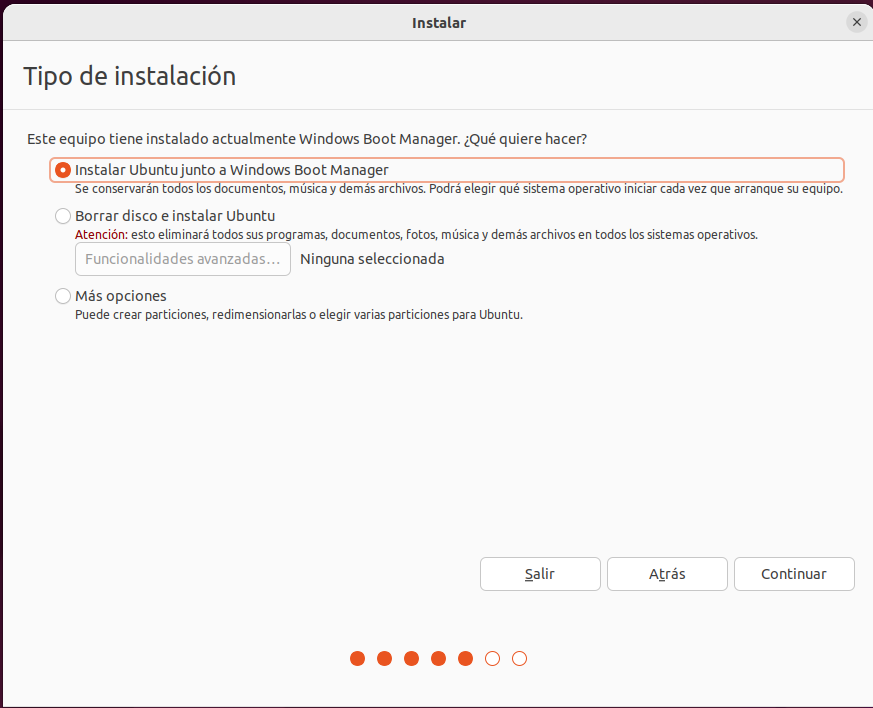 Instalar
Tipo de instalación
Este equipo tiene instalado actualmente Windows Boot Manager. ¿Qué quiere hacer?
Instalar Ubuntu junto a Windows Boot Manager
Se conservarán todos los documentos, música y demás archivos. Podrá elegir qué sistema operativo iniciar cada vez que arranque su equipo.
Borrar disco e instalar Ubuntu
Atención: esto eliminará todos sus programas, documentos, fotos, música y demás archivos en todos los sistemas operativos.
Funcionalidades avanzadas... Ninguna seleccionada
Más opciones
Puede crear particiones, redimensionarlas o elegir varias particiones para Ubuntu.
Salir Atrás Continuar